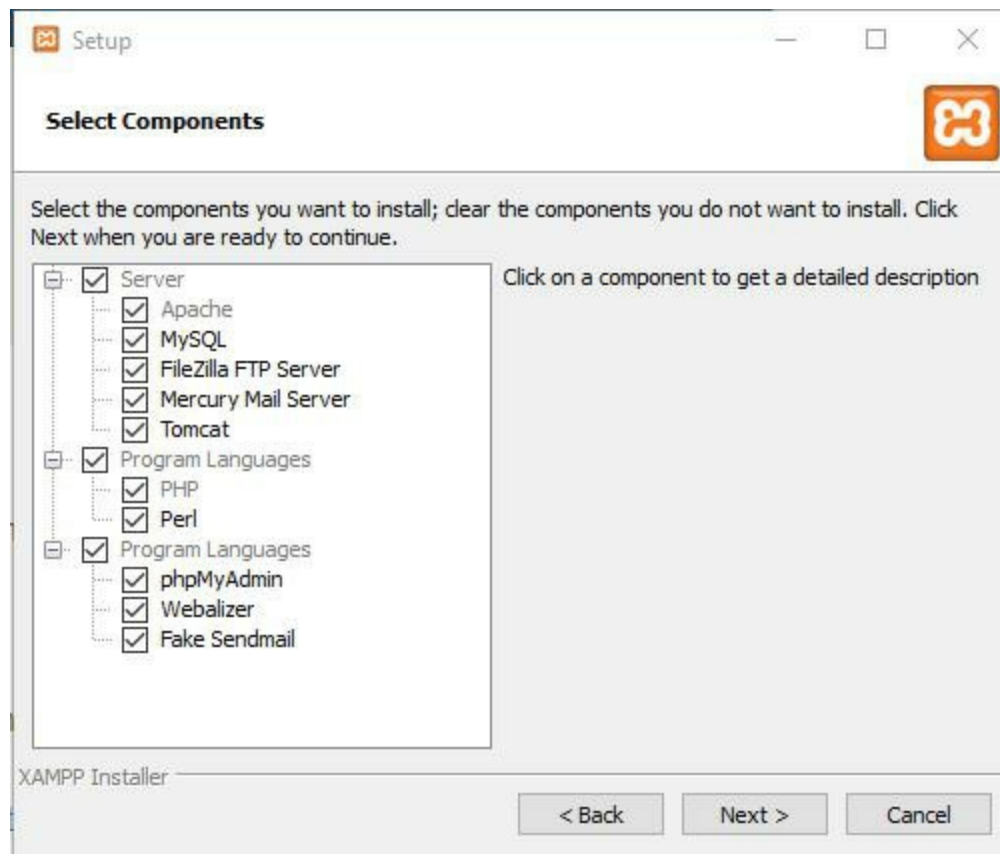 Setup
Select Components
Select the components you want to install; clear the components you do not want to install. Click
Next when you are ready to continue.
Server
Apache
MySQL
FileZilla FTP Server
Mercury Mail Server
Tomcat
Program Languages
PHP
Perl
Program Languages
phpMyAdmin
Webalizer
Fake Sendmail
Click on a component to get a detailed description
XAMPP Installer
< Back
Next >
Cancel